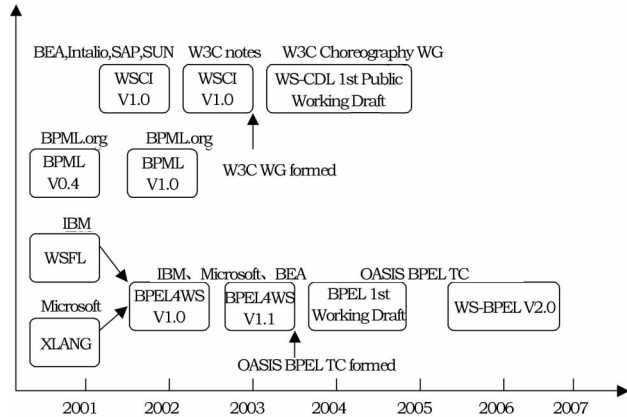 BEA,Intalio,SAP,SUN
W3C notes
W3C Choreography WG
WSCI
V1.0
WSCI
V1.0
WS-CDL 1st Public
Working Draft
BPML.org
BPML.org
BPML
V0.4
BPML
V1.0
W3C WG formed
IBM
WSFL
IBM、Microsoft、BEA
OASIS BPEL TC
Microsoft
XLANG
BPEL4WS
V1.0
BPEL4WS
V1.1
BPEL 1st
Working Draft
WS-BPEL V2.0
OASIS BPEL TC formed
2001 2002 2003 2004 2005 2006 2007